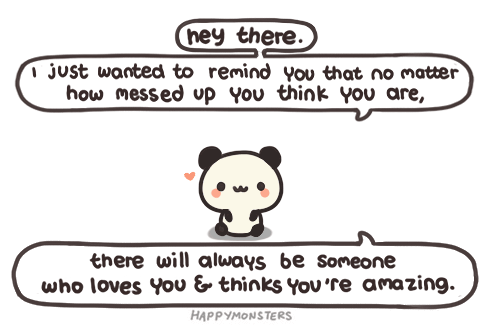 hey there.
I just wanted to remind you that no matter
how messed up you think you are,
there will always be someone
who loves you & thinks you're amazing.
HAPPYMONSTERS